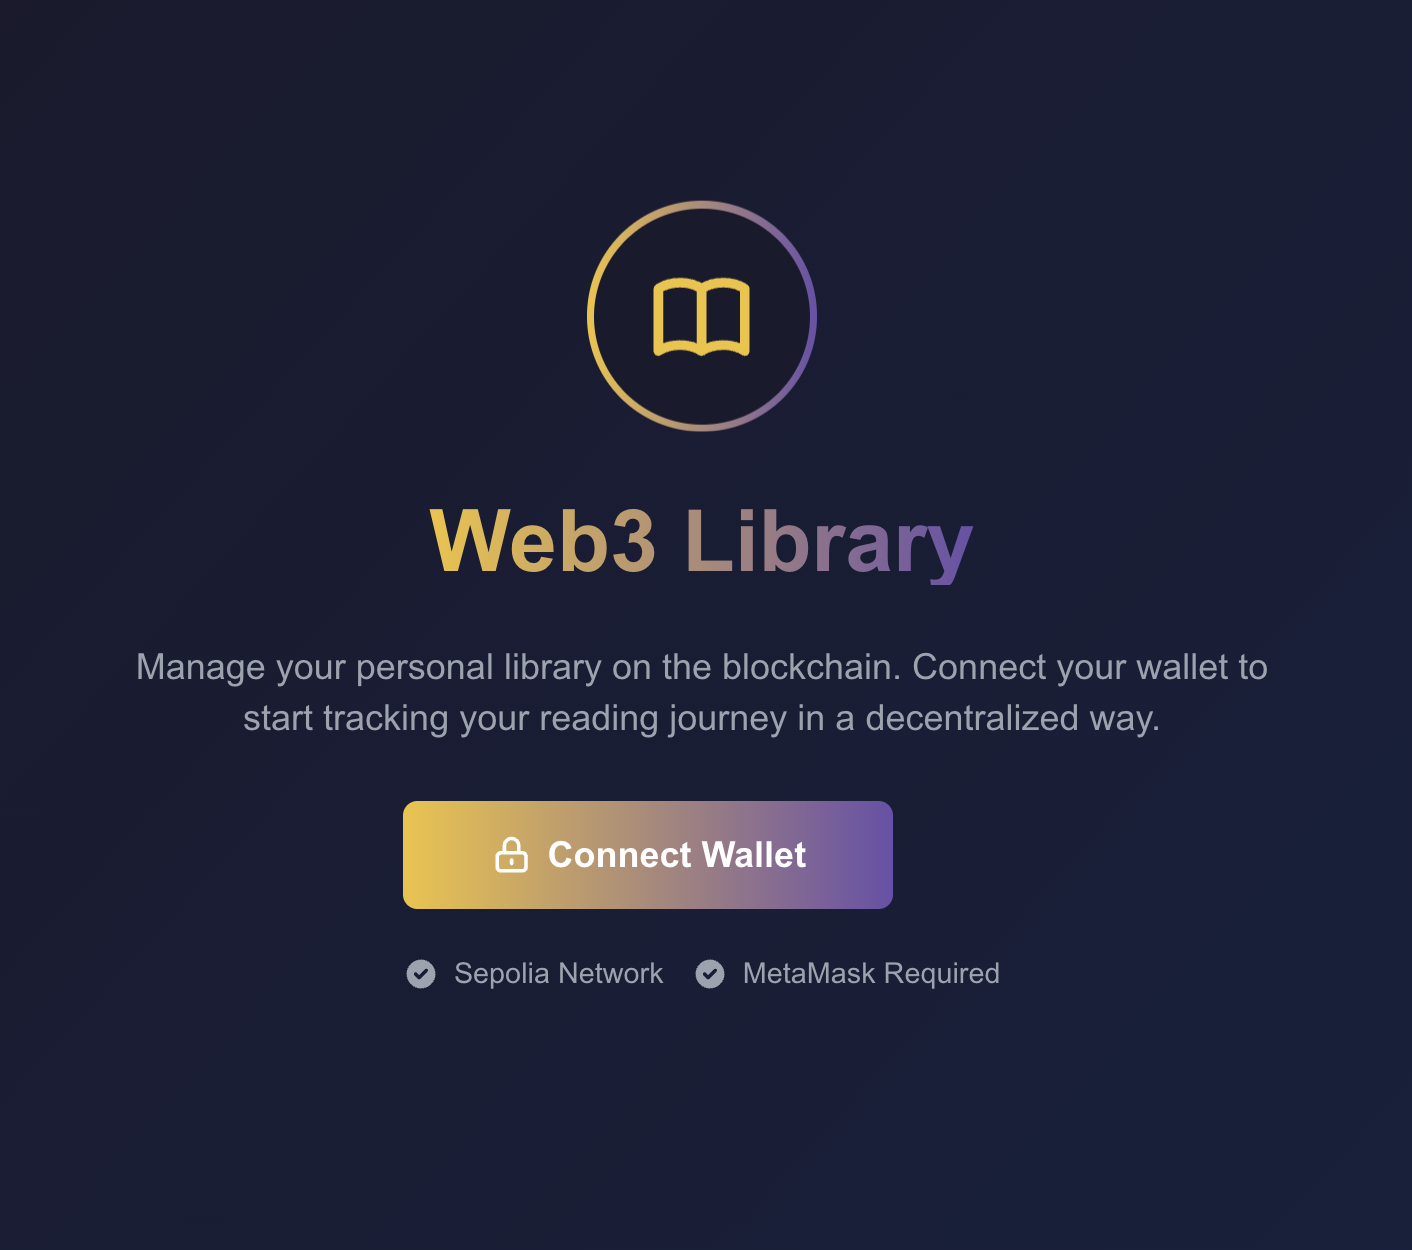 Web3 Library
Manage your personal library on the blockchain. Connect your wallet to
start tracking your reading journey in a decentralized way.
Connect Wallet
Sepolia Network MetaMask Required